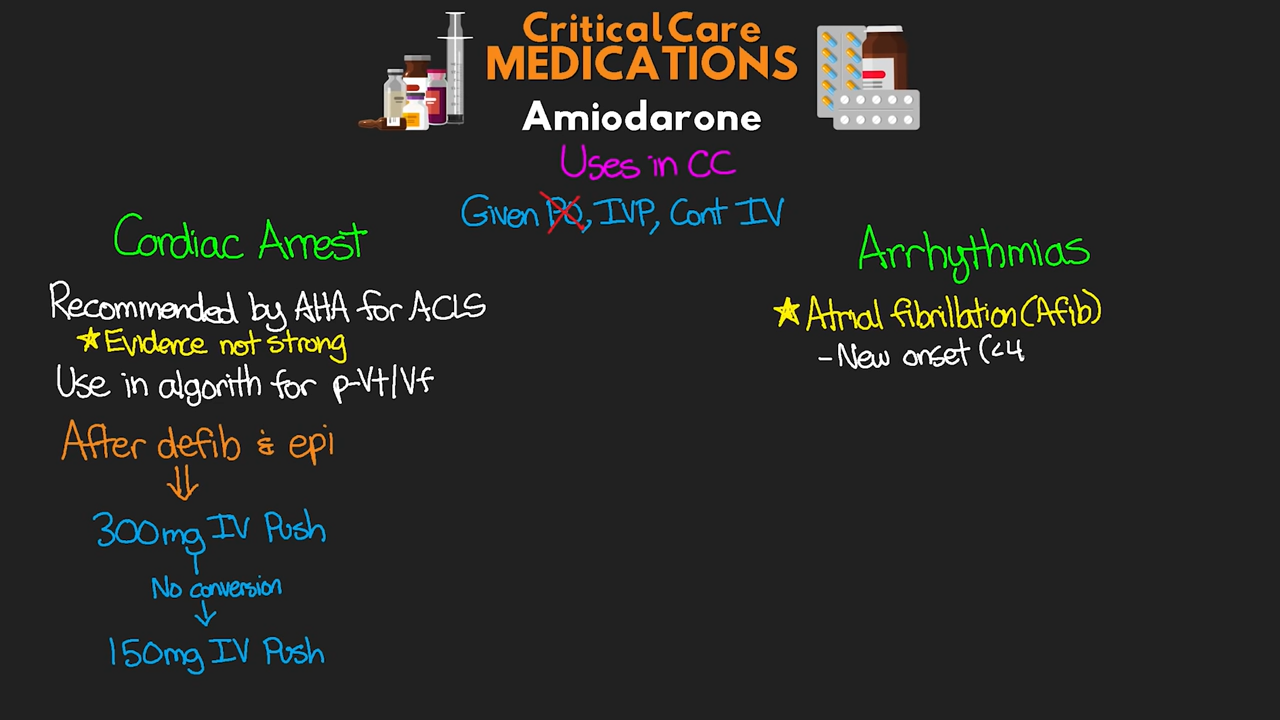 Critical Care
MEDICATIONS
Amiodarone
Uses in CC
Given PO, IVP, Cont IV
Cardiac Arrest
Recommended by AHA for ACLS
★Evidence not strong
Use in algorith for p-Vt/Vf
After defib & epi
⇓
300mg IV Push
No conversion
↓
150mg IV Push
Arrhythmias
★Atrial fibrillation (Afib)
-New onset (<4